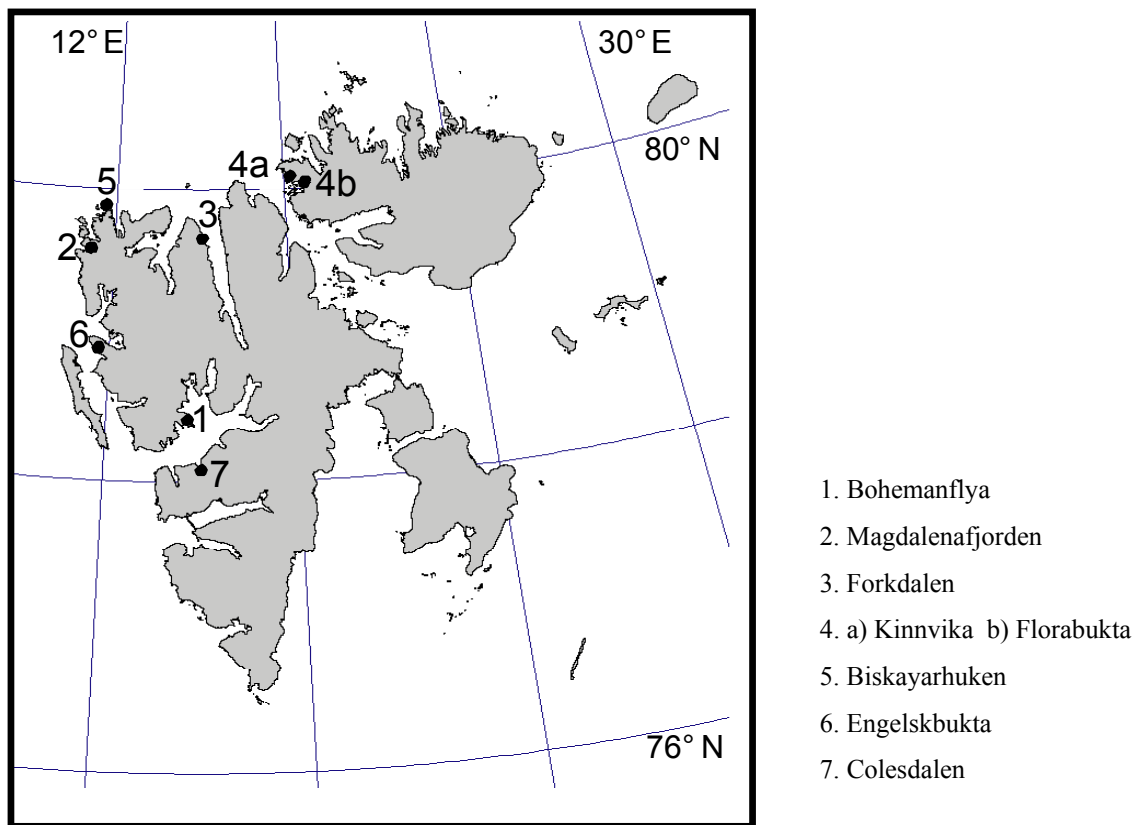 12° E
30° E
80° N
4a
4b
5
3
2
6
1
7
76° N
1. Bohemanflya
2. Magdalenafjorden
3. Forkdalen
4. a) Kinnvika b) Florabukta
5. Biskayarhuken
6. Engelskbukta
7. Colesdalen